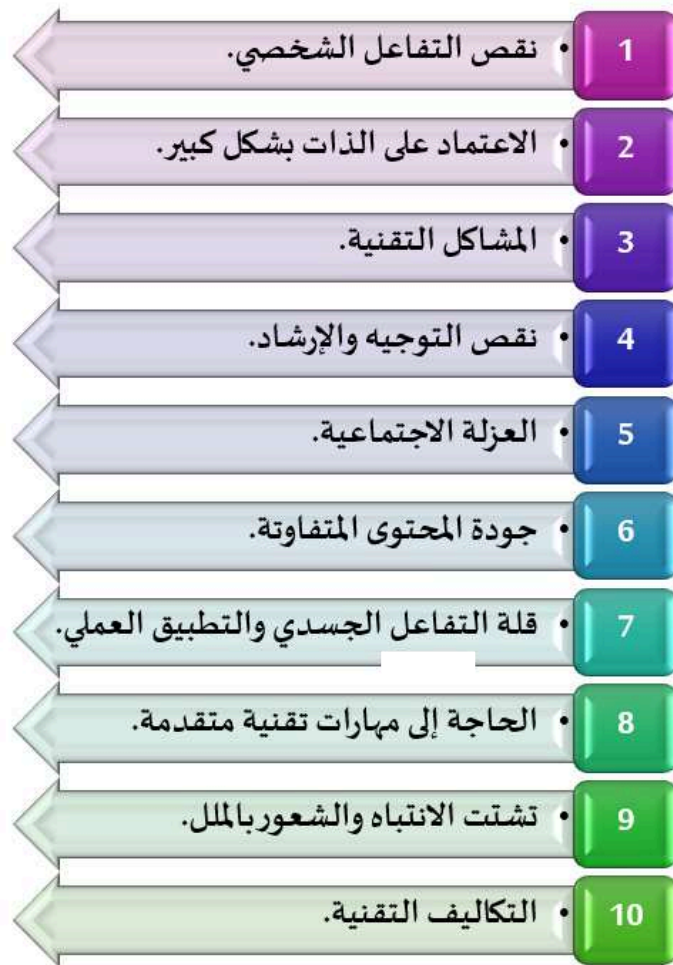 1 • نقص التفاعل الشخصي.
2 • الاعتماد على الذات بشكل كبير.
3 • المشاكل التقنية.
4 • نقص التوجيه والإرشاد.
5 • العزلة الاجتماعية.
6 • جودة المحتوى المتفاوتة.
7 • قلة التفاعل الجسدي والتطبيق العملي.
8 • الحاجة إلى مهارات تقنية متقدمة.
9 • تشتت الانتباه والشعور بالملل.
10 • التكاليف التقنية.